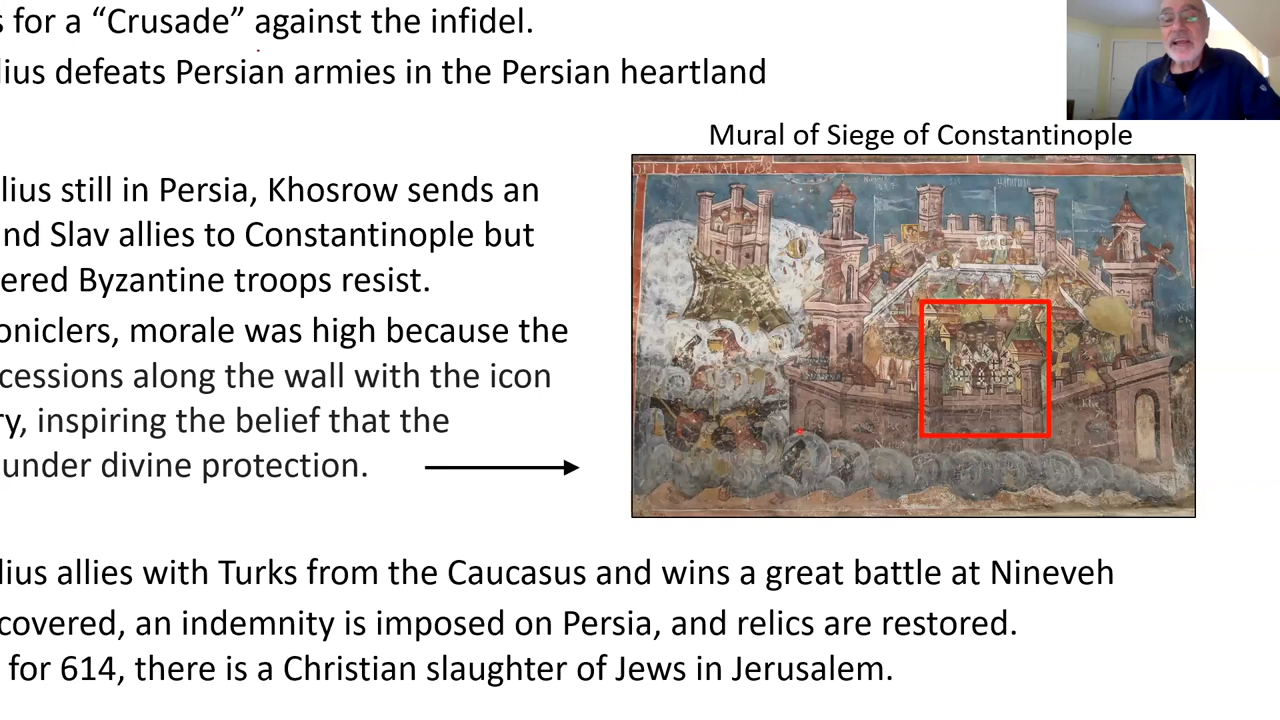 s for a “Crusade” against the infidel.
lius defeats Persian armies in the Persian heartland
Mural of Siege of Constantinople
lius still in Persia, Khosrow sends an
nd Slav allies to Constantinople but
ered Byzantine troops resist.
oniclers, morale was high because the
cessions along the wall with the icon
ry, inspiring the belief that the
under divine protection.
lius allies with Turks from the Caucasus and wins a great battle at Nineveh
covered, an indemnity is imposed on Persia, and relics are restored.
for 614, there is a Christian slaughter of Jews in Jerusalem.